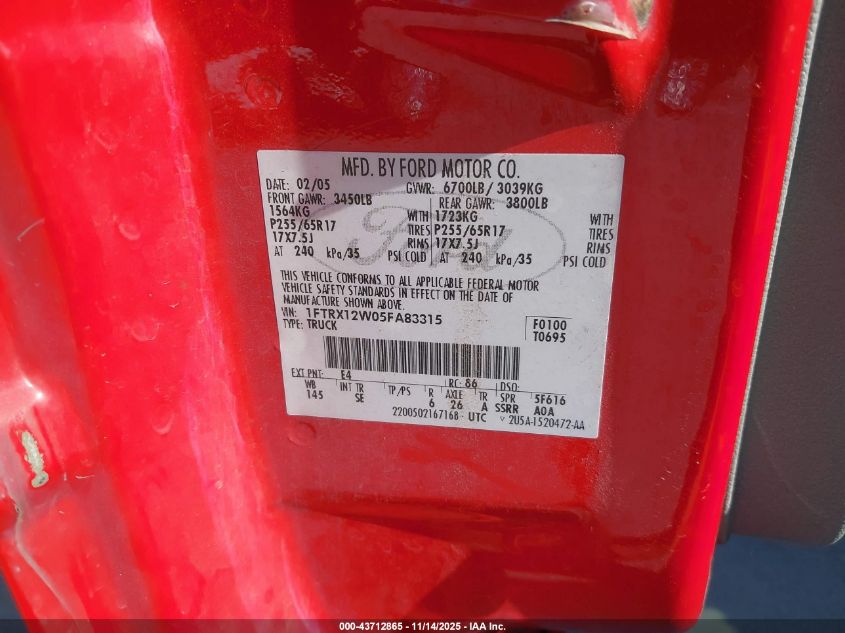 MFD. BY FORD MOTOR CO.
DATE: 02/05 GVWR: 6700LB/ 3039KG
FRONT GAWR: 3450LB REAR GAWR: 3800LB
1564KG WITH 1723KG WITH
P255/65R17 TIRES P255/65R17 TIRES
17X7.5J RIMS 17X7.5J RIMS
AT 240 kPa/35 PSI COLD AT 240 kPa/35 PSI COLD
THIS VEHICLE CONFORMS TO ALL APPLICABLE FEDERAL MOTOR
VEHICLE SAFETY STANDARDS IN EFFECT ON THE DATE OF
MANUFACTURE SHOWN ABOVE.
VIN: 1FTRX12W05FA83315 F0100
TYPE: TRUCK T0695
EXT PNT: E4 RC: 86 DSO:
WB INT TR TP/PS R AXLE TR SPR 5F616
145 SE 6 26 A SSRR A0A
2200502167168 UTC 2U5A-1520472-AA
Ford
000-43712865 - 11/14/2025 - IAA Inc.